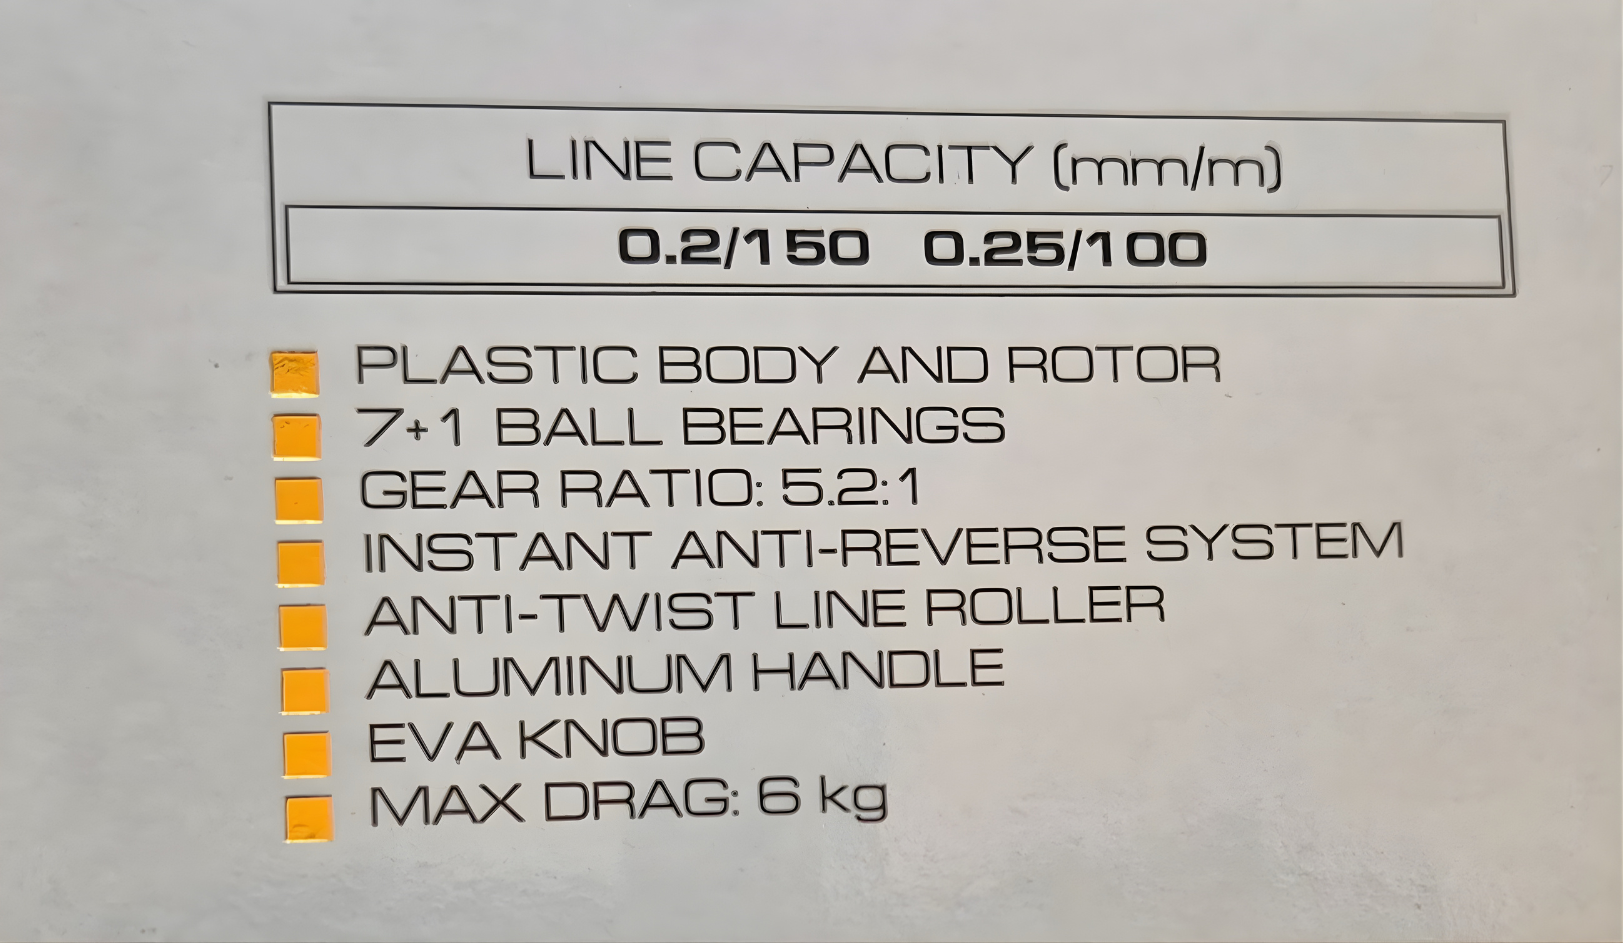 LINE CAPACITY (mm/m)
0.2/150 0.25/100
PLASTIC BODY AND ROTOR
7+1 BALL BEARINGS
GEAR RATIO: 5.2:1
INSTANT ANTI-REVERSE SYSTEM
ANTI-TWIST LINE ROLLER
ALUMINUM HANDLE
EVA KNOB
MAX DRAG: 6 kg